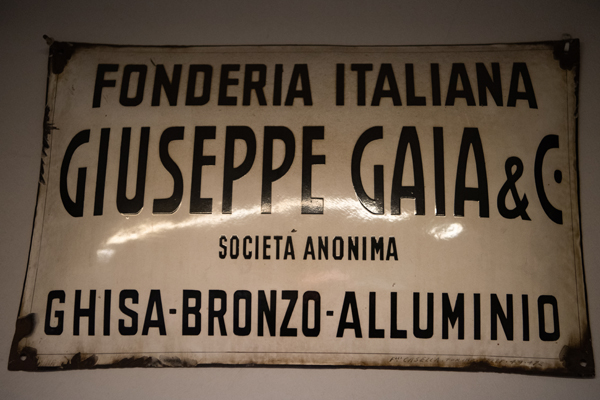 FONDERIA ITALIANA
GIUSEPPE GAIA & C.
SOCIETÀ ANONIMA
GHISA-BRONZO-ALLUMINIO